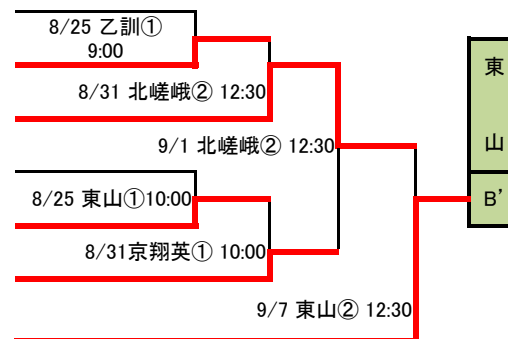 8/25 乙訓①
9:00
東
8/31 北嵯峨② 12:30
9/1 北嵯峨② 12:30
山
8/25 東山①10:00
B’
8/31京翔英① 10:00
9/7 東山② 12:30